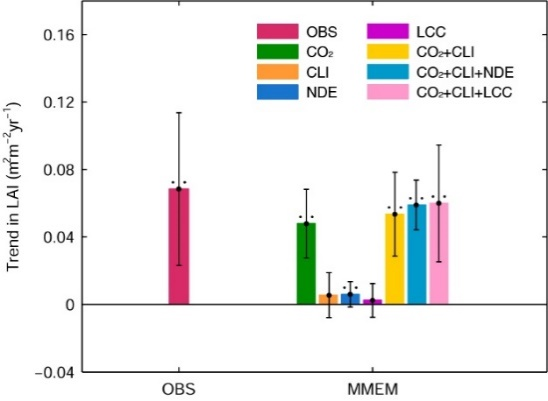 0.16
0.12
0.08
0.04
0
−0.04
Trend in LAI (m²m⁻²yr⁻¹)
OBS
CO₂
CLI
NDE
LCC
CO₂+CLI
CO₂+CLI+NDE
CO₂+CLI+LCC
OBS
MMEM